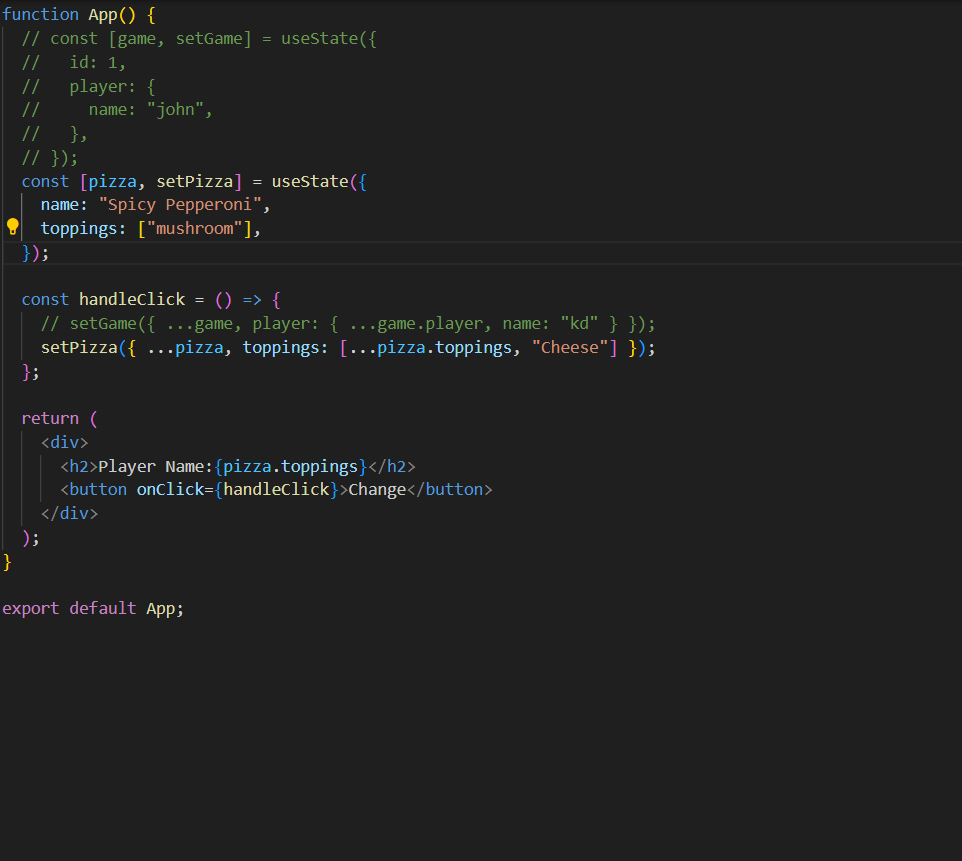 function App() {
  // const [game, setGame] = useState({
  //   id: 1,
  //   player: {
  //     name: "john",
  //   },
  // });
  const [pizza, setPizza] = useState({
    name: "Spicy Pepperoni",
    toppings: ["mushroom"],
  });
  const handleClick = () => {
    // setGame({ ...game, player: { ...game.player, name: "kd" } });
    setPizza({ ...pizza, toppings: [...pizza.toppings, "Cheese"] });
  };
  return (
    <div>
      <h2>Player Name:{pizza.toppings}</h2>
      <button onClick={handleClick}>Change</button>
    </div>
  );
}
export default App;